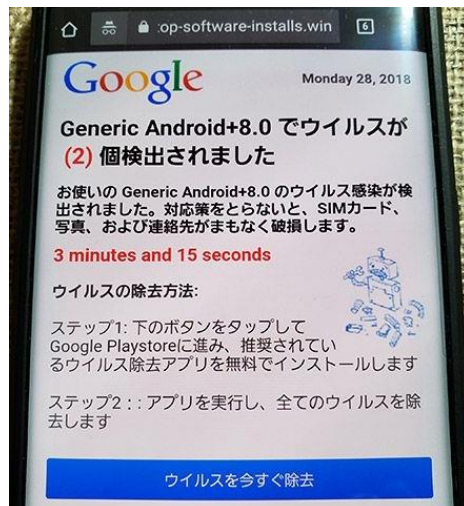 :op-software-installs.win
6
Google
Monday 28, 2018
Generic Android+8.0 でウイルスが
(2) 個検出されました
お使いの Generic Android+8.0 のウイルス感染が検
出されました。対応策をとらないと、SIMカード、
写真、および連絡先がまもなく破損します。
3 minutes and 15 seconds
ウイルスの除去方法:
ステップ1: 下のボタンをタップして
Google Playstoreに進み、推奨されてい
るウイルス除去アプリを無料でインストールします
ステップ2 : : アプリを実行し、全てのウイルスを除
去します
ウイルスを今すぐ除去